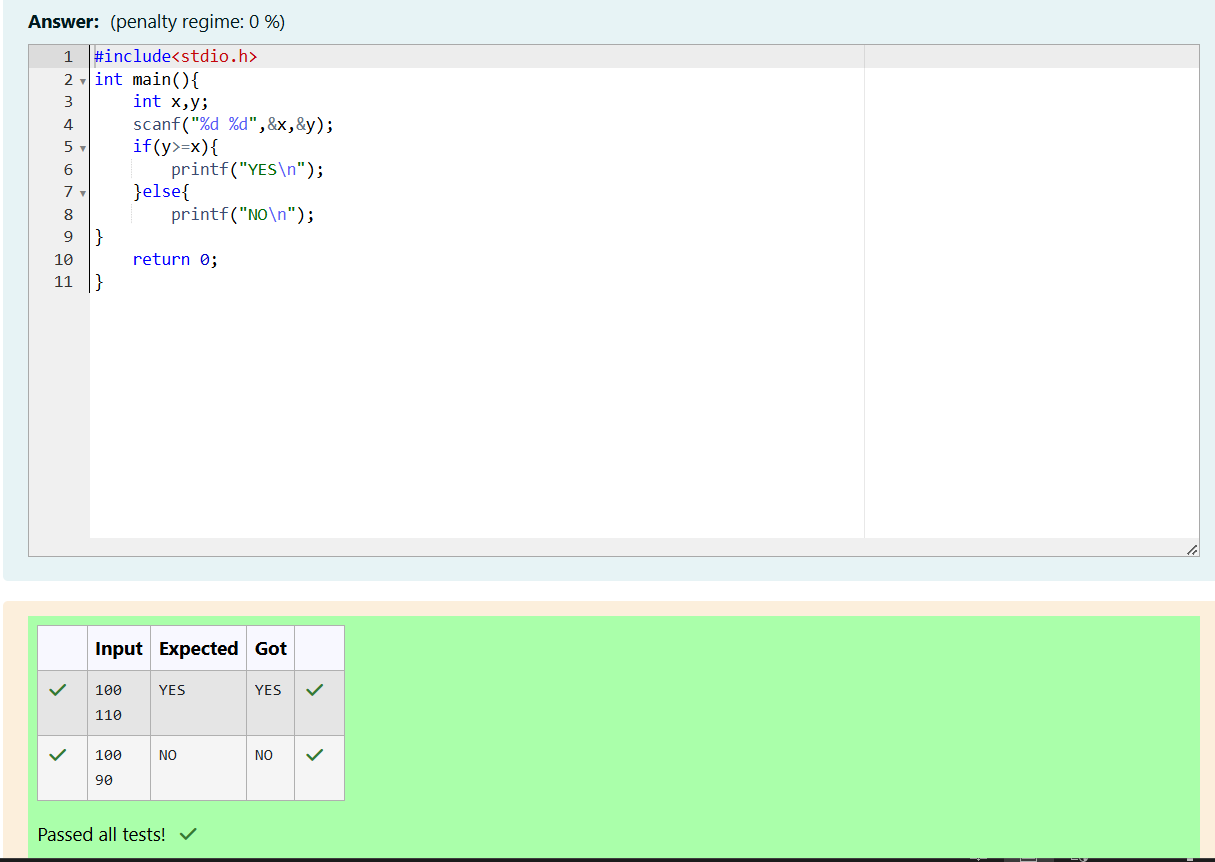 Answer: (penalty regime: 0 %)
1 #include<stdio.h>
2 int main(){
3     int x,y;
4     scanf("%d %d",&x,&y);
5     if(y>=x){
6         printf("YES\n");
7     }else{
8         printf("NO\n");
9 }
10     return 0;
11 }
Input Expected Got
100 YES YES
110
100 NO NO
90
Passed all tests!